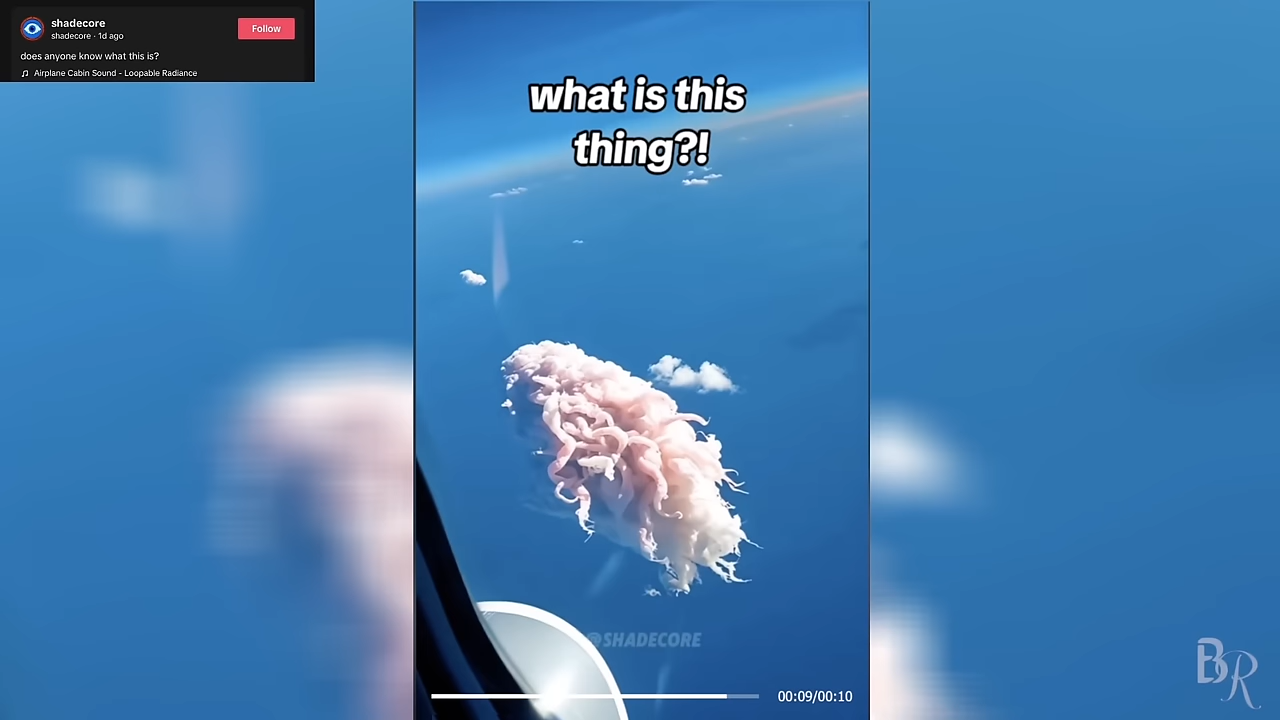 shadecore
shadecore · 1d ago
Follow
does anyone know what this is?
Airplane Cabin Sound - Loopable Radiance
what is this
thing?!
@SHADECORE
00:09/00:10
BR